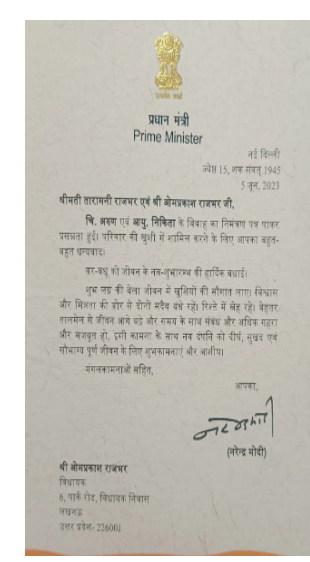 प्रधान मंत्री
Prime Minister
नई दिल्ली
ज्येष्ठ 15, शक संवत् 1945
5 जून, 2023
श्रीमती तारामनी राजभर एवं श्री ओमप्रकाश राजभर जी,
चि. अरुण एवं आयु. निकिता के विवाह का निमंत्रण पत्र पाकर
प्रसन्नता हुई। परिवार की खुशी में शामिल करने के लिए आपका बहुत-
बहुत धन्यवाद।
वर-वधू को जीवन के नव-शुभारम्भ की हार्दिक बधाई।
शुभ लग्न की बेला जीवन में खुशियों की सौगात लाए। विश्वास
और मित्रता की डोर से दोनों सदैव बंधे रहें। रिश्ते में स्नेह रहे। बेहतर
तालमेल से जीवन आगे बढ़े और समय के साथ संबंध और अधिक गहरा
और मजबूत हो, इसी कामना के साथ नव दंपति को दीर्घ, सुखद एवं
सौभाग्य पूर्ण जीवन के लिए शुभकामनाएं और आशीष।
मंगलकामनाओं सहित,
आपका,
(नरेन्द्र मोदी)
श्री ओमप्रकाश राजभर
विधायक
6, पार्क रोड, विधायक निवास
लखनऊ
उत्तर प्रदेश- 226001